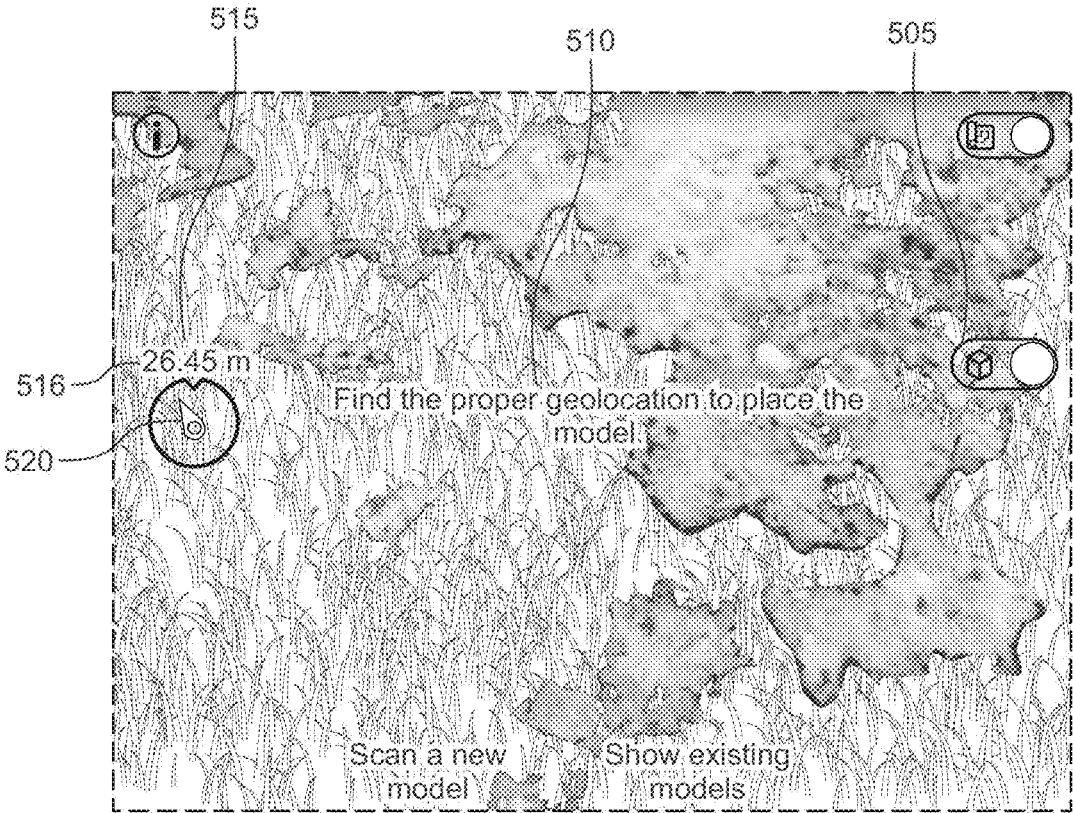 515
510
505
i
26.45 m
516
Find the proper geolocation to place the
model.
520
Scan a new
model
Show existing
models